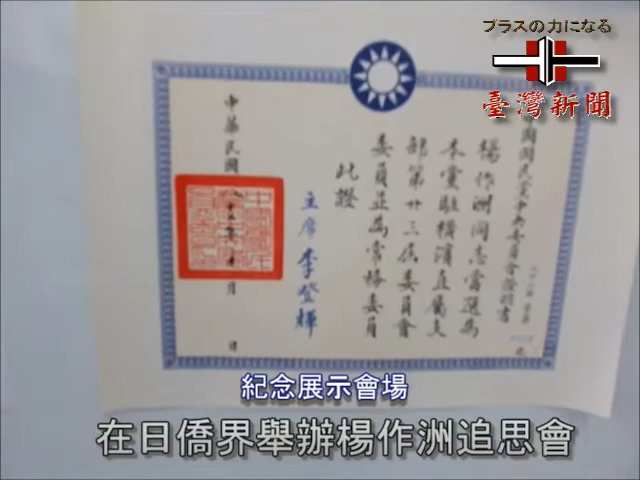 プラスの力になる
臺灣新聞
國國民黨中央委員會證明書
楊作洲同志當選為
本黨駐橫濱直屬支
部第廿三屆委員會
委員並為常務委員
此證
主席李登輝
中華民國
月
日
紀念展示會場
在日僑界舉辦楊作洲追思會